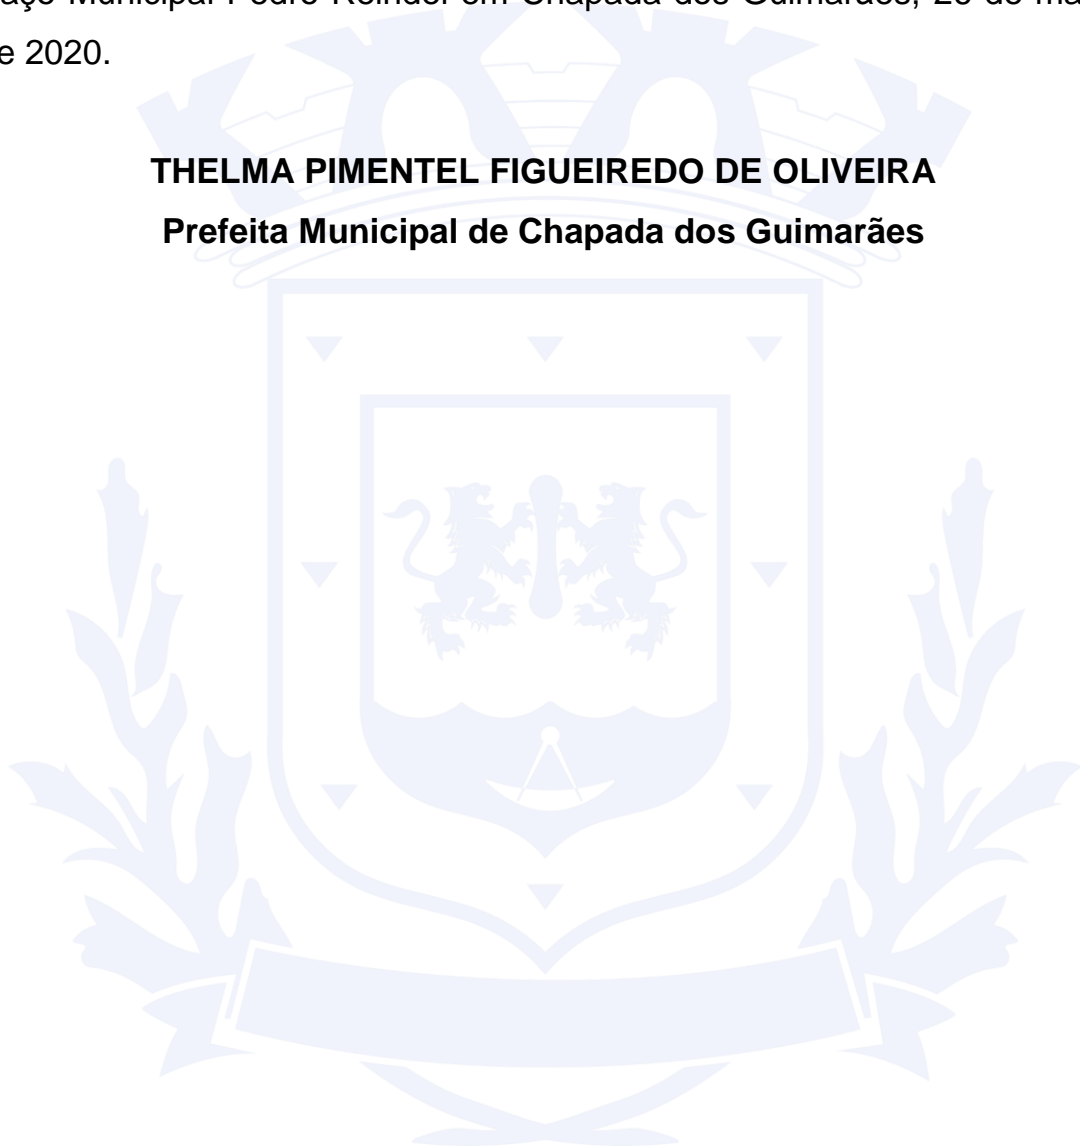 Municipal Pedro Reindel em Chapada dos Guimarães, de
2020.
THELMA PIMENTEL FIGUEIREDO DE OLIVEIRA
Prefeita Municipal de Chapada dos Guimarães